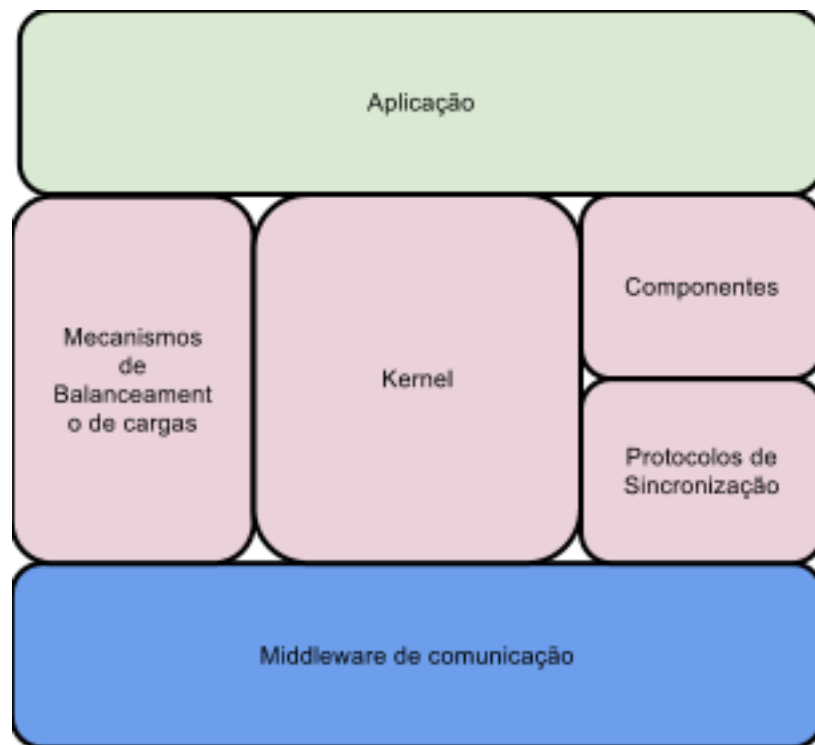 Aplicação
Mecanismos
de
Balanceament
o de cargas
Kernel
Componentes
Protocolos de
Sincronização
Middleware de comunicação